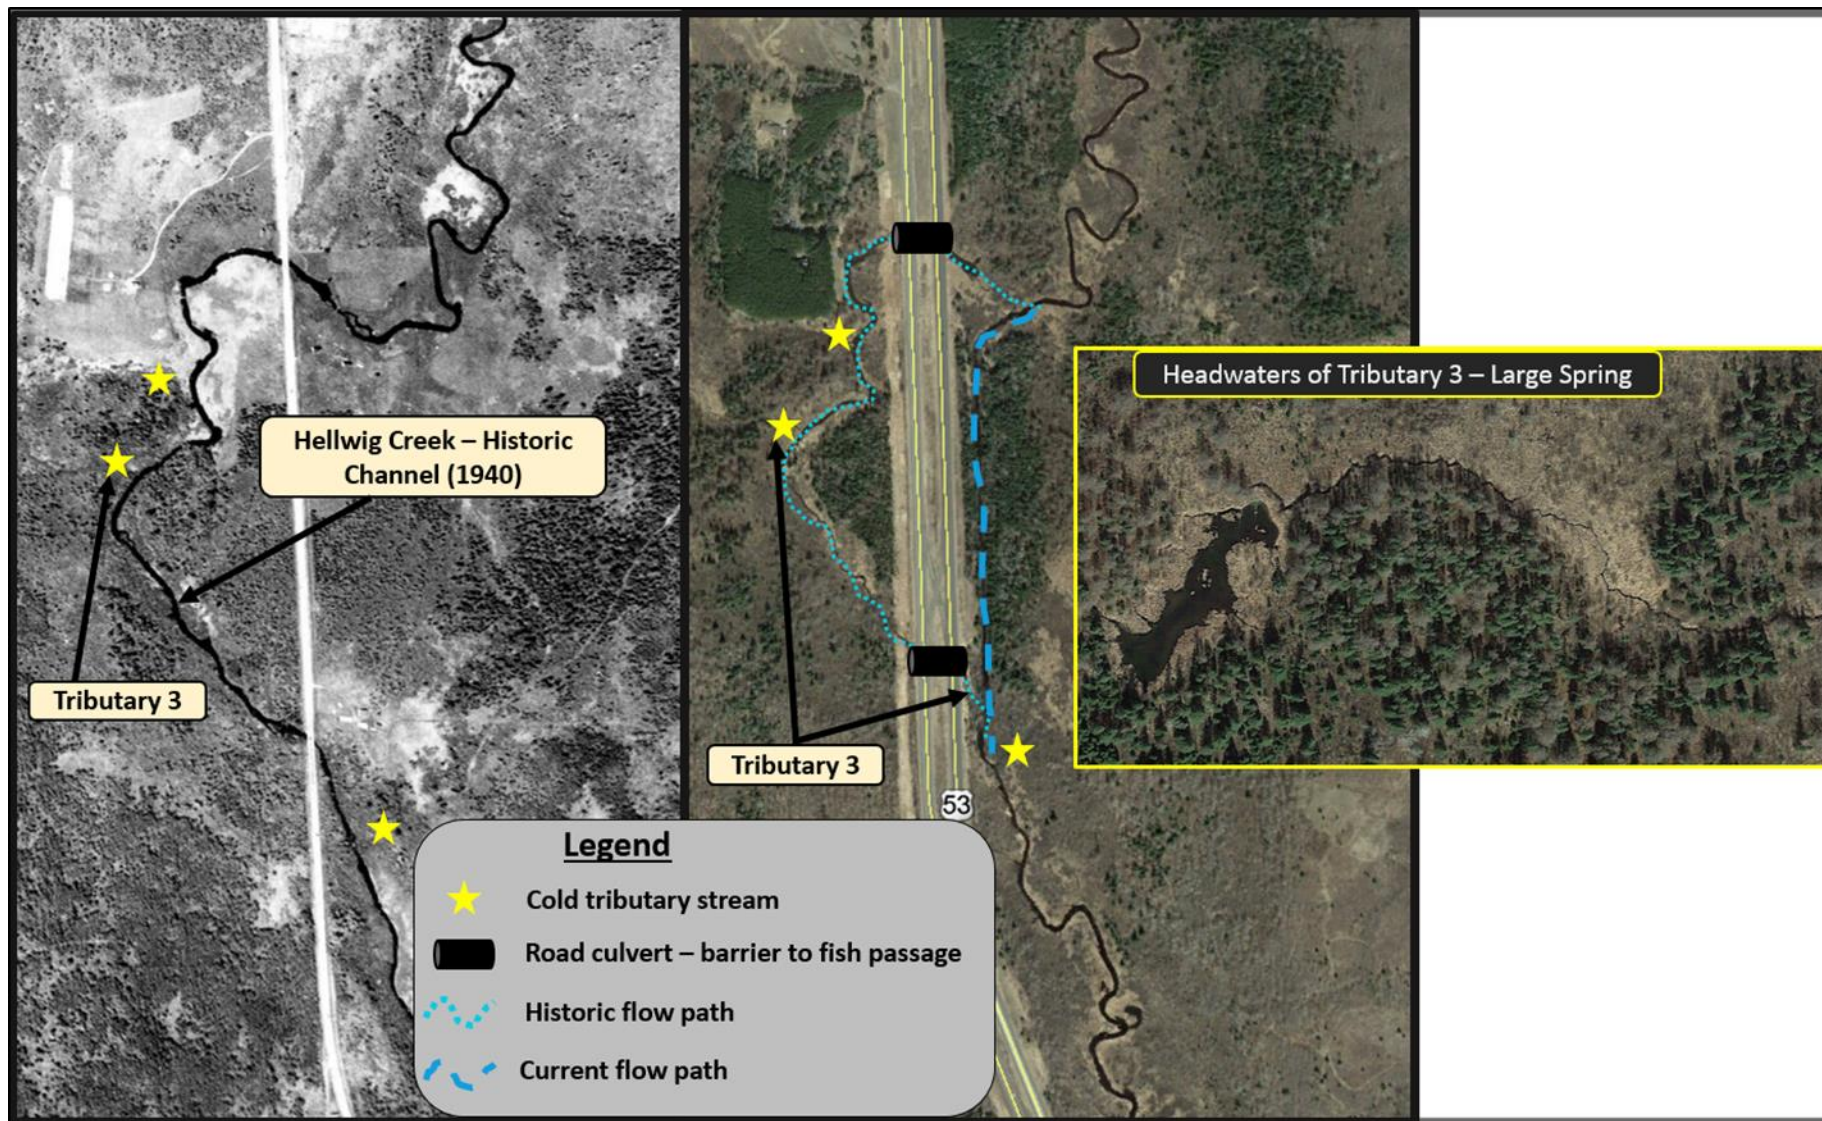 Hellwig Creek – Historic
Channel (1940)
Tributary 3
Tributary 3
53
Headwaters of Tributary 3 – Large Spring
Legend
Cold tributary stream
Road culvert – barrier to fish passage
Historic flow path
Current flow path